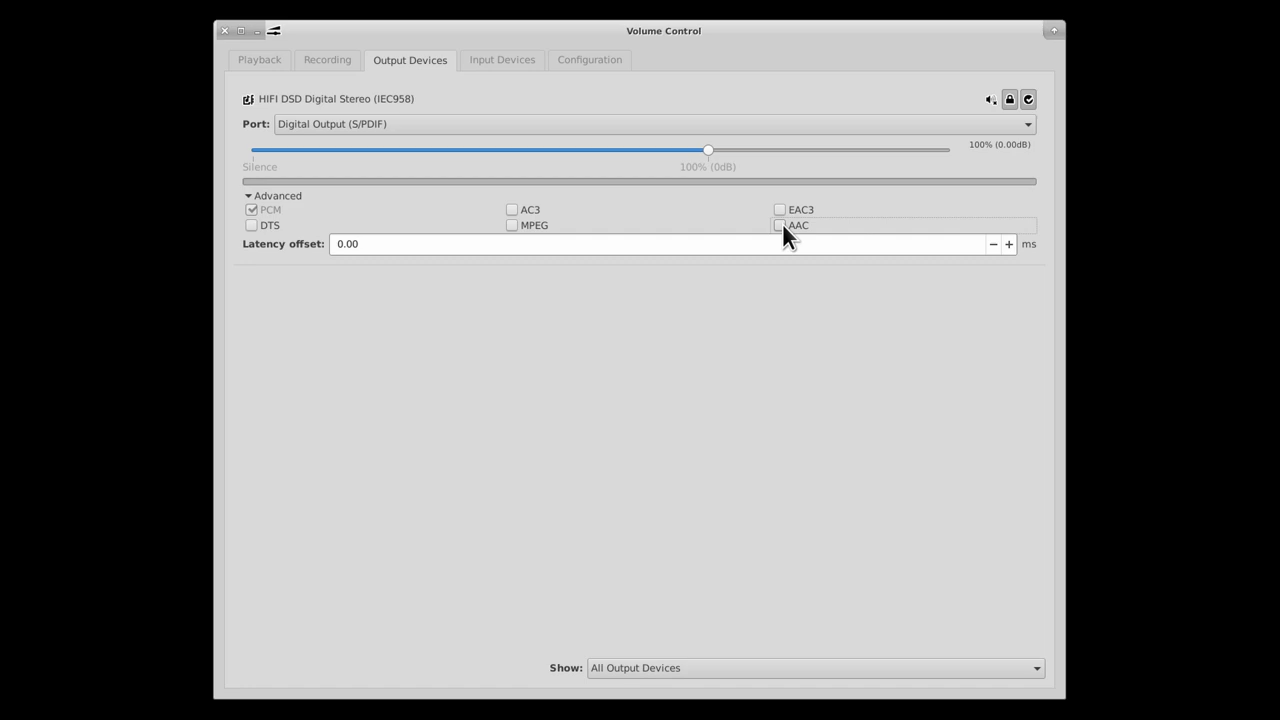 Volume Control
Playback Recording Output Devices Input Devices Configuration
HIFI DSD Digital Stereo (IEC958)
Port: Digital Output (S/PDIF)
100% (0.00dB)
Silence 100% (0dB)
Advanced
PCM AC3 EAC3
DTS MPEG AAC
Latency offset: 0.00 ms
Show: All Output Devices